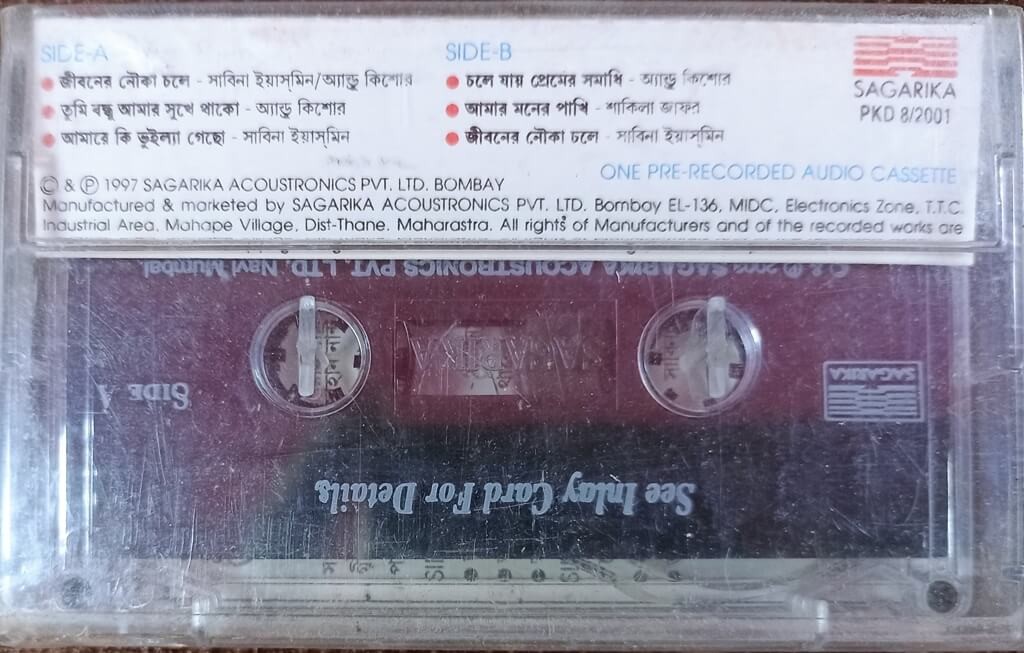 SIDE-A
• জীবনের নৌকা চলে - সাবিনা ইয়াস্‌মিন/অ্যান্ড্রু কিশোর
• তুমি বন্ধু আমার সুখে থাকো - অ্যান্ড্রু কিশোর
• আমারে কি ভুইল্যা গেছো - সাবিনা ইয়াস্‌মিন
SIDE-B
• চলে যায় প্রেমের সমাধি - অ্যান্ড্রু কিশোর
• আমার মনের পাখি - শাকিলা জাফর
• জীবনের নৌকা চলে - সাবিনা ইয়াস্‌মিন
SAGARIKA
PKD 8/2001
ONE PRE-RECORDED AUDIO CASSETTE
© & ℗ 1997 SAGARIKA ACOUSTRONICS PVT. LTD. BOMBAY
Manufactured & marketed by SAGARIKA ACOUSTRONICS PVT. LTD. Bombay EL-136, MIDC, Electronics Zone, T.T.C.
Industrial Area, Mahape Village, Dist-Thane. Maharastra. All rights of Manufacturers and of the recorded works are
SAGARIKA ACOUSTRONICS PVT. LTD. Navi Mumbai
SAGARIKA
SIDE A
SAGARIKA
See Inlay Card For Details